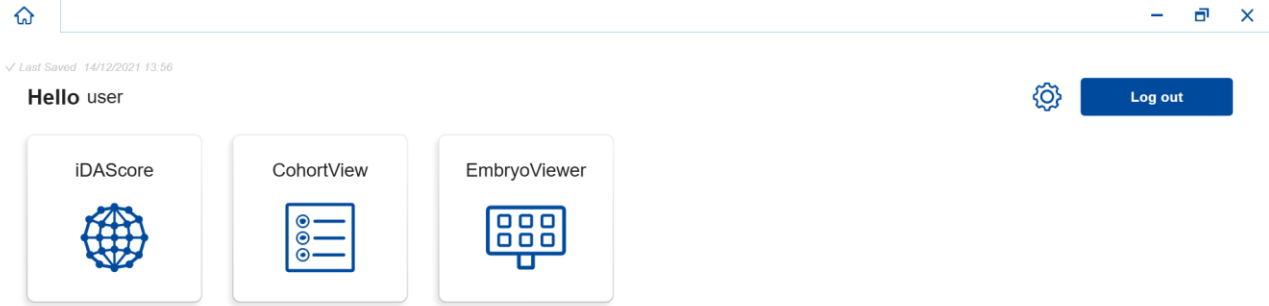 Last Saved 14/12/2021 13:56
Hello user
Log out
iDAScore
CohortView
EmbryoViewer